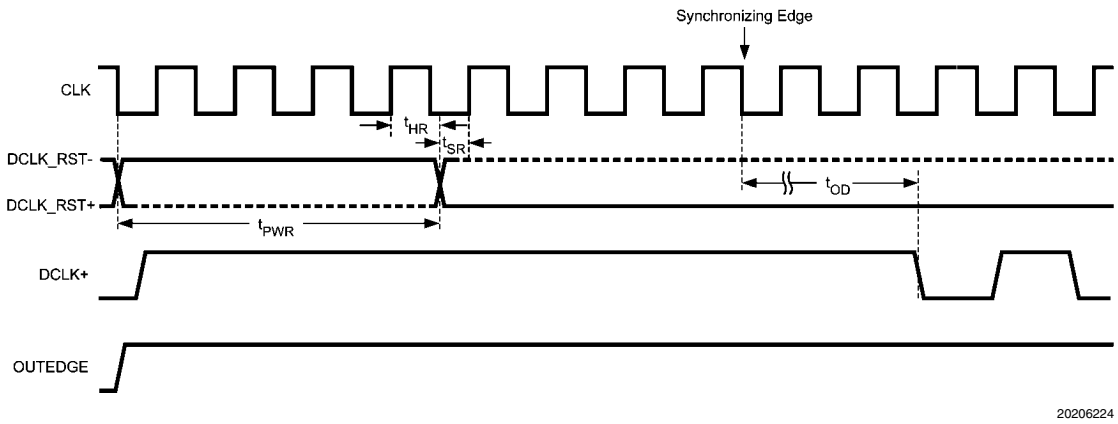 Synchronizing Edge
CLK
tHR
tSR
DCLK_RST-
tOD
DCLK_RST+
tPWR
DCLK+
OUTEDGE
20206224